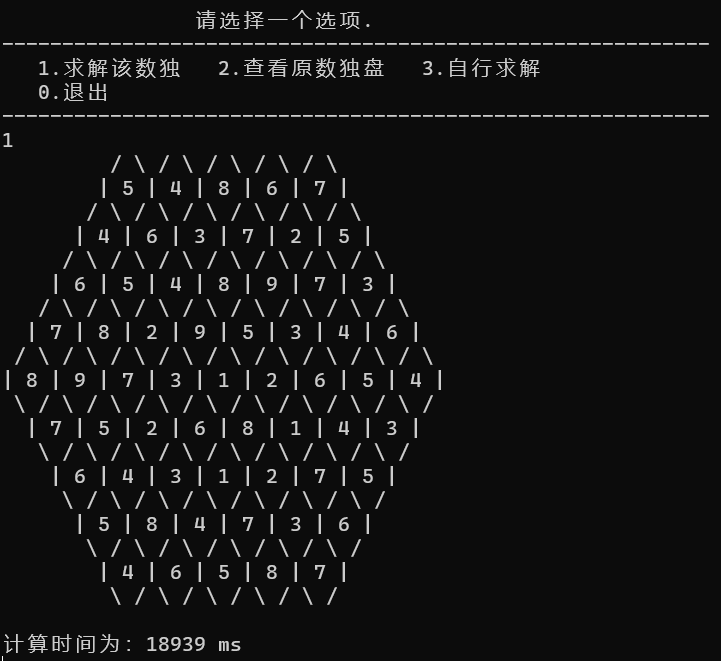 请选择一个选项.
-----------------------------------------------------------
1.求解该数独 2.查看原数独盘 3.自行求解
0.退出
-----------------------------------------------------------
1
/ \ / \ / \ / \ / \
| 5 | 4 | 8 | 6 | 7 |
/ \ / \ / \ / \ / \ / \
| 4 | 6 | 3 | 7 | 2 | 5 |
/ \ / \ / \ / \ / \ / \ / \
| 6 | 5 | 4 | 8 | 9 | 7 | 3 |
/ \ / \ / \ / \ / \ / \ / \ / \
| 7 | 8 | 2 | 9 | 5 | 3 | 4 | 6 |
/ \ / \ / \ / \ / \ / \ / \ / \ / \
| 8 | 9 | 7 | 3 | 1 | 2 | 6 | 5 | 4 |
\ / \ / \ / \ / \ / \ / \ / \ / \ /
| 7 | 5 | 2 | 6 | 8 | 1 | 4 | 3 |
\ / \ / \ / \ / \ / \ / \ / \ /
| 6 | 4 | 3 | 1 | 2 | 7 | 5 |
\ / \ / \ / \ / \ / \ / \ /
| 5 | 8 | 4 | 7 | 3 | 6 |
\ / \ / \ / \ / \ / \ /
| 4 | 6 | 5 | 8 | 7 |
\ / \ / \ / \ / \ /
计算时间为: 18939 ms